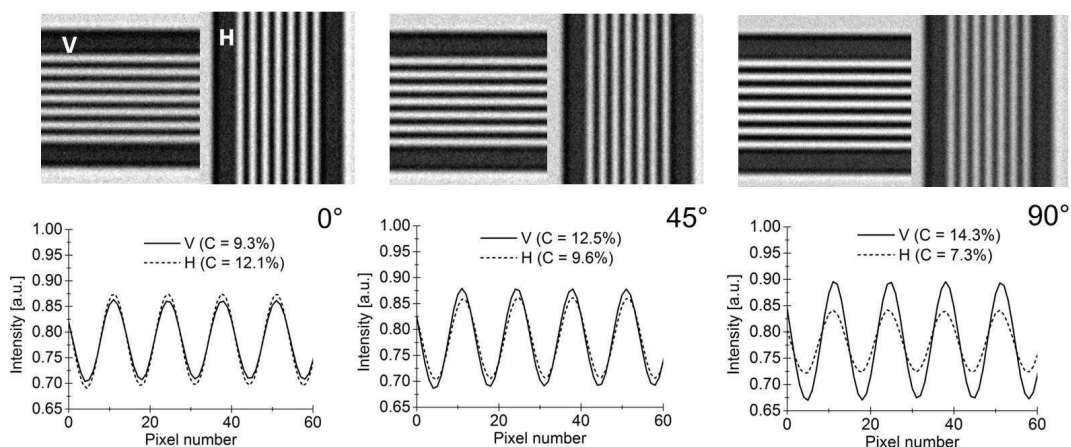 V H
0°
V (C = 9.3%)
H (C = 12.1%)
1.00
0.95
0.90
0.85
0.80
0.75
0.70
0.65
Intensity [a.u.]
0 20 40 60
Pixel number
45°
V (C = 12.5%)
H (C = 9.6%)
1.00
0.95
0.90
0.85
0.80
0.75
0.70
0.65
Intensity [a.u.]
0 20 40 60
Pixel number
90°
V (C = 14.3%)
H (C = 7.3%)
1.00
0.95
0.90
0.85
0.80
0.75
0.70
0.65
Intensity [a.u.]
0 20 40 60
Pixel number